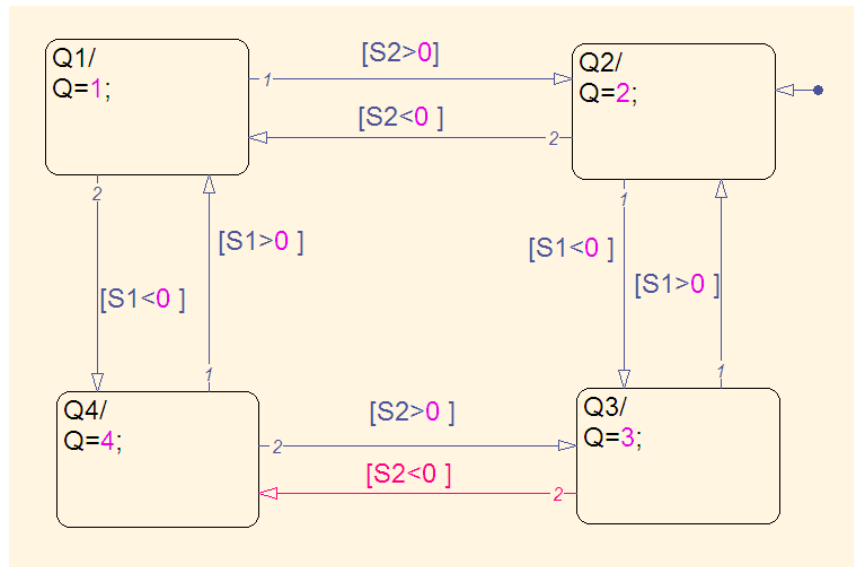 Q1/
Q=1;
[S2>0]
Q2/
Q=2;
1
[S2<0 ]
2
2
1
[S1>0 ]
[S1<0 ]
[S1>0 ]
[S1<0 ]
1
1
Q4/
Q=4;
[S2>0 ]
Q3/
Q=3;
2
[S2<0 ]
2